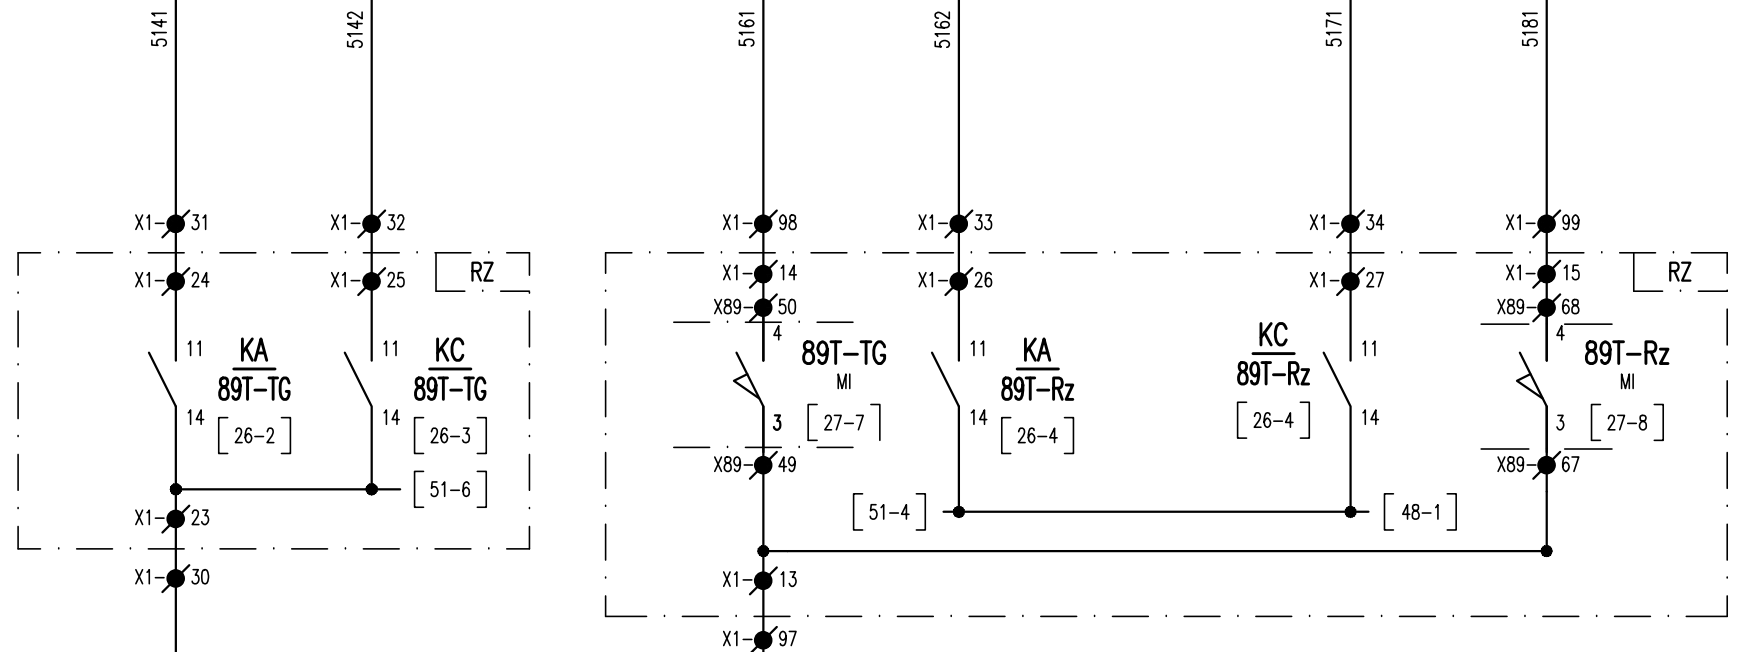 5141
5142
5161
5162
5171
5181
X1- 31
X1- 32
X1- 98
X1- 33
X1- 34
X1- 99
RZ
RZ
X1- 24
X1- 25
X1- 14
X1- 26
X1- 27
X1- 15
X89- 50
X89- 68
4
4
11
KA
89T-TG
14
[26-2]
11
KC
89T-TG
14
[26-3]
89T-TG
MI
3
[27-7]
11
KA
89T-Rz
14
[26-4]
KC
89T-Rz
[26-4]
11
14
89T-Rz
MI
3
[27-8]
X89- 49
X89- 67
[51-6]
[51-4]
[48-1]
X1- 23
X1- 30
X1- 13
X1- 97